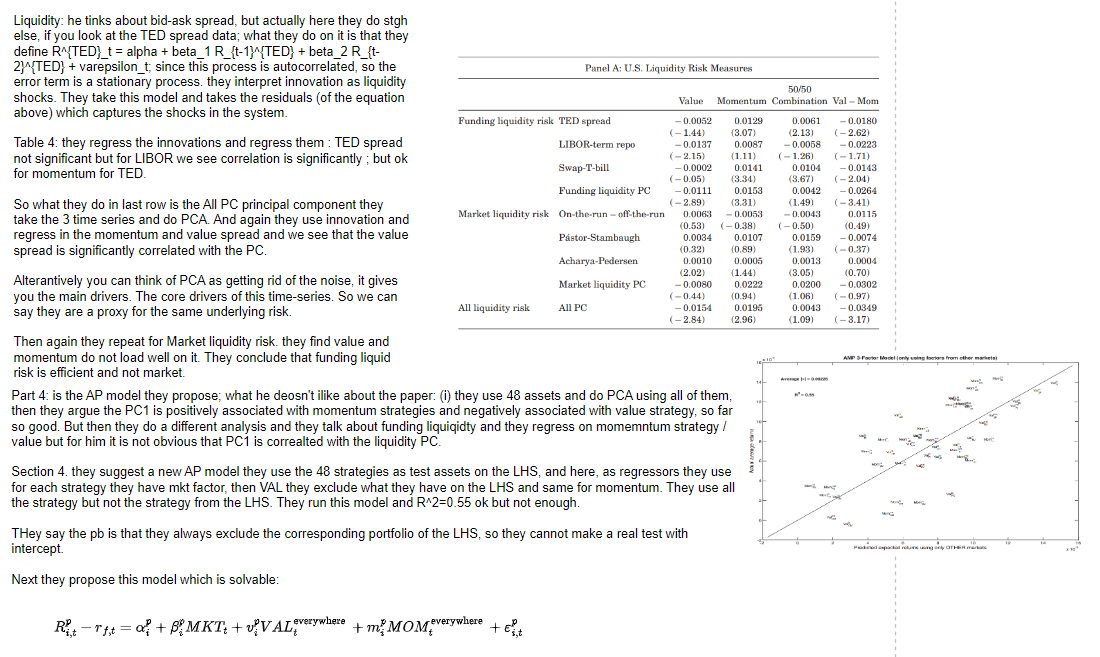 Liquidity: he tinks about bid-ask spread, but actually here they do stgh
else, if you look at the TED spread data; what they do on it is that they
define R^{TED}_t = alpha + beta_1 R_{t-1}^{TED} + beta_2 R_{t-
2}^{TED} + varepsilon_t; since this process is autocorrelated, so the
error term is a stationary process. they interpret innovation as liquidity
shocks. They take this model and takes the residuals (of the equation
above) which captures the shocks in the system.
Table 4: they regress the innovations and regress them : TED spread
not significant but for LIBOR we see correlation is significantly ; but ok
for momentum for TED.
So what they do in last row is the All PC principal component they
take the 3 time series and do PCA. And again they use innovation and
regress in the momentum and value spread and we see that the value
spread is significantly correlated with the PC.
Alterantively you can think of PCA as getting rid of the noise, it gives
you the main drivers. The core drivers of this time-series. So we can
say they are a proxy for the same underlying risk.
Then again they repeat for Market liquidity risk. they find value and
momentum do not load well on it. They conclude that funding liquid
risk is efficient and not market.
Panel A: U.S. Liquidity Risk Measures
50/50
Value Momentum Combination Val – Mom
Funding liquidity risk TED spread −0.0052 0.0129 0.0061 −0.0180
(−1.44) (3.07) (2.13) (−2.62)
LIBOR-term repo −0.0137 0.0087 −0.0058 −0.0223
(−2.15) (1.11) (−1.26) (−1.71)
Swap-T-bill −0.0002 0.0141 0.0104 −0.0143
(−0.05) (3.34) (3.67) (−2.04)
Funding liquidity PC −0.0111 0.0153 0.0042 −0.0264
(−2.89) (3.31) (1.49) (−3.41)
Market liquidity risk On-the-run – off-the-run 0.0063 −0.0053 −0.0043 0.0115
(0.53) (−0.38) (−0.50) (0.49)
Pástor-Stambaugh 0.0034 0.0107 0.0159 −0.0074
(0.32) (0.89) (1.93) (−0.37)
Acharya-Pedersen 0.0010 0.0005 0.0013 0.0004
(2.02) (1.44) (3.05) (0.70)
Market liquidity PC −0.0080 0.0222 0.0200 −0.0302
(−0.44) (0.94) (1.06) (−0.97)
All liquidity risk All PC −0.0154 0.0195 0.0043 −0.0349
(−2.84) (2.96) (1.09) (−3.17)
Part 4: is the AP model they propose; what he deosn't ilike about the paper: (i) they use 48 assets and do PCA using all of them,
then they argue the PC1 is positively associated with momentum strategies and negatively associated with value strategy, so far
so good. But then they do a different analysis and they talk about funding liquiqidty and they regress on momemntum strategy /
value but for him it is not obvious that PC1 is correalted with the liquidity PC.
Section 4. they suggest a new AP model they use the 48 strategies as test assets on the LHS, and here, as regressors they use
for each strategy they have mkt factor, then VAL they exclude what they have on the LHS and same for momentum. They use all
the strategy but not the strategy from the LHS. They run this model and R^2=0.55 ok but not enough.
THey say the pb is that they always exclude the corresponding portfolio of the LHS, so they cannot make a real test with
intercept.
Next they propose this model which is solvable:
AMP 3-Factor Model (only using factors from other markets)
Predicted expected returns using only OTHER markets
R^p_{i,t} − r_{f,t} = α^p_i + β^p_i MKT_t + v^p_i VAL_t^{everywhere} + m^p_i MOM_t^{everywhere} + ε^p_{i,t}